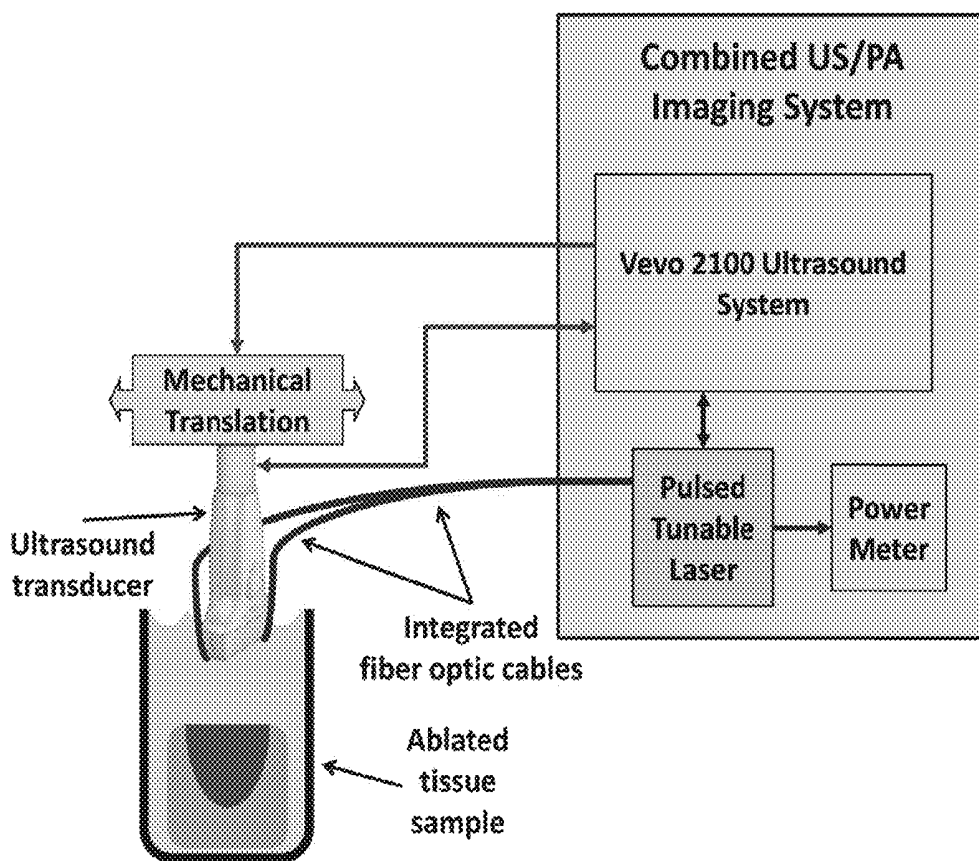 Combined US/PA
Imaging System
Vevo 2100 Ultrasound
System
Mechanical
Translation
Pulsed
Tunable
Laser
Power
Meter
Ultrasound
transducer
Integrated
fiber optic cables
Ablated
tissue
sample